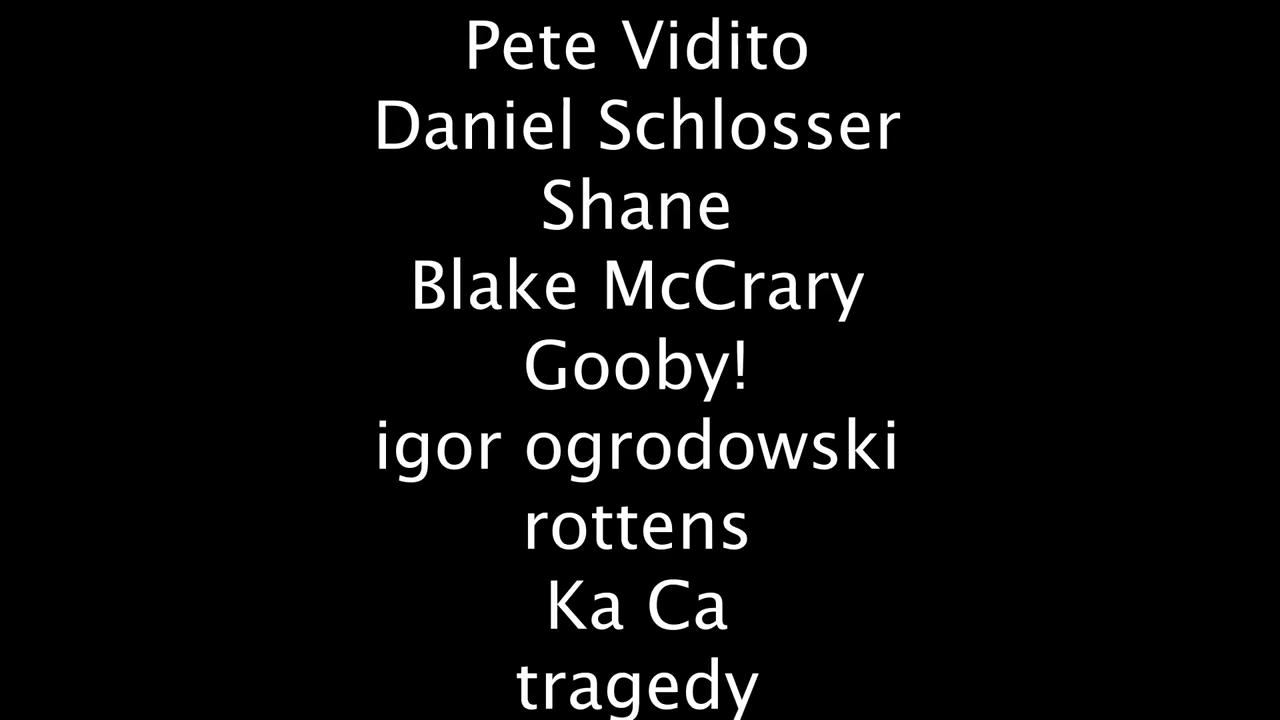 Pete Vidito
Daniel Schlosser
Shane
Blake McCrary
Gooby!
igor ogrodowski
rottens
Ka Ca
tragedy